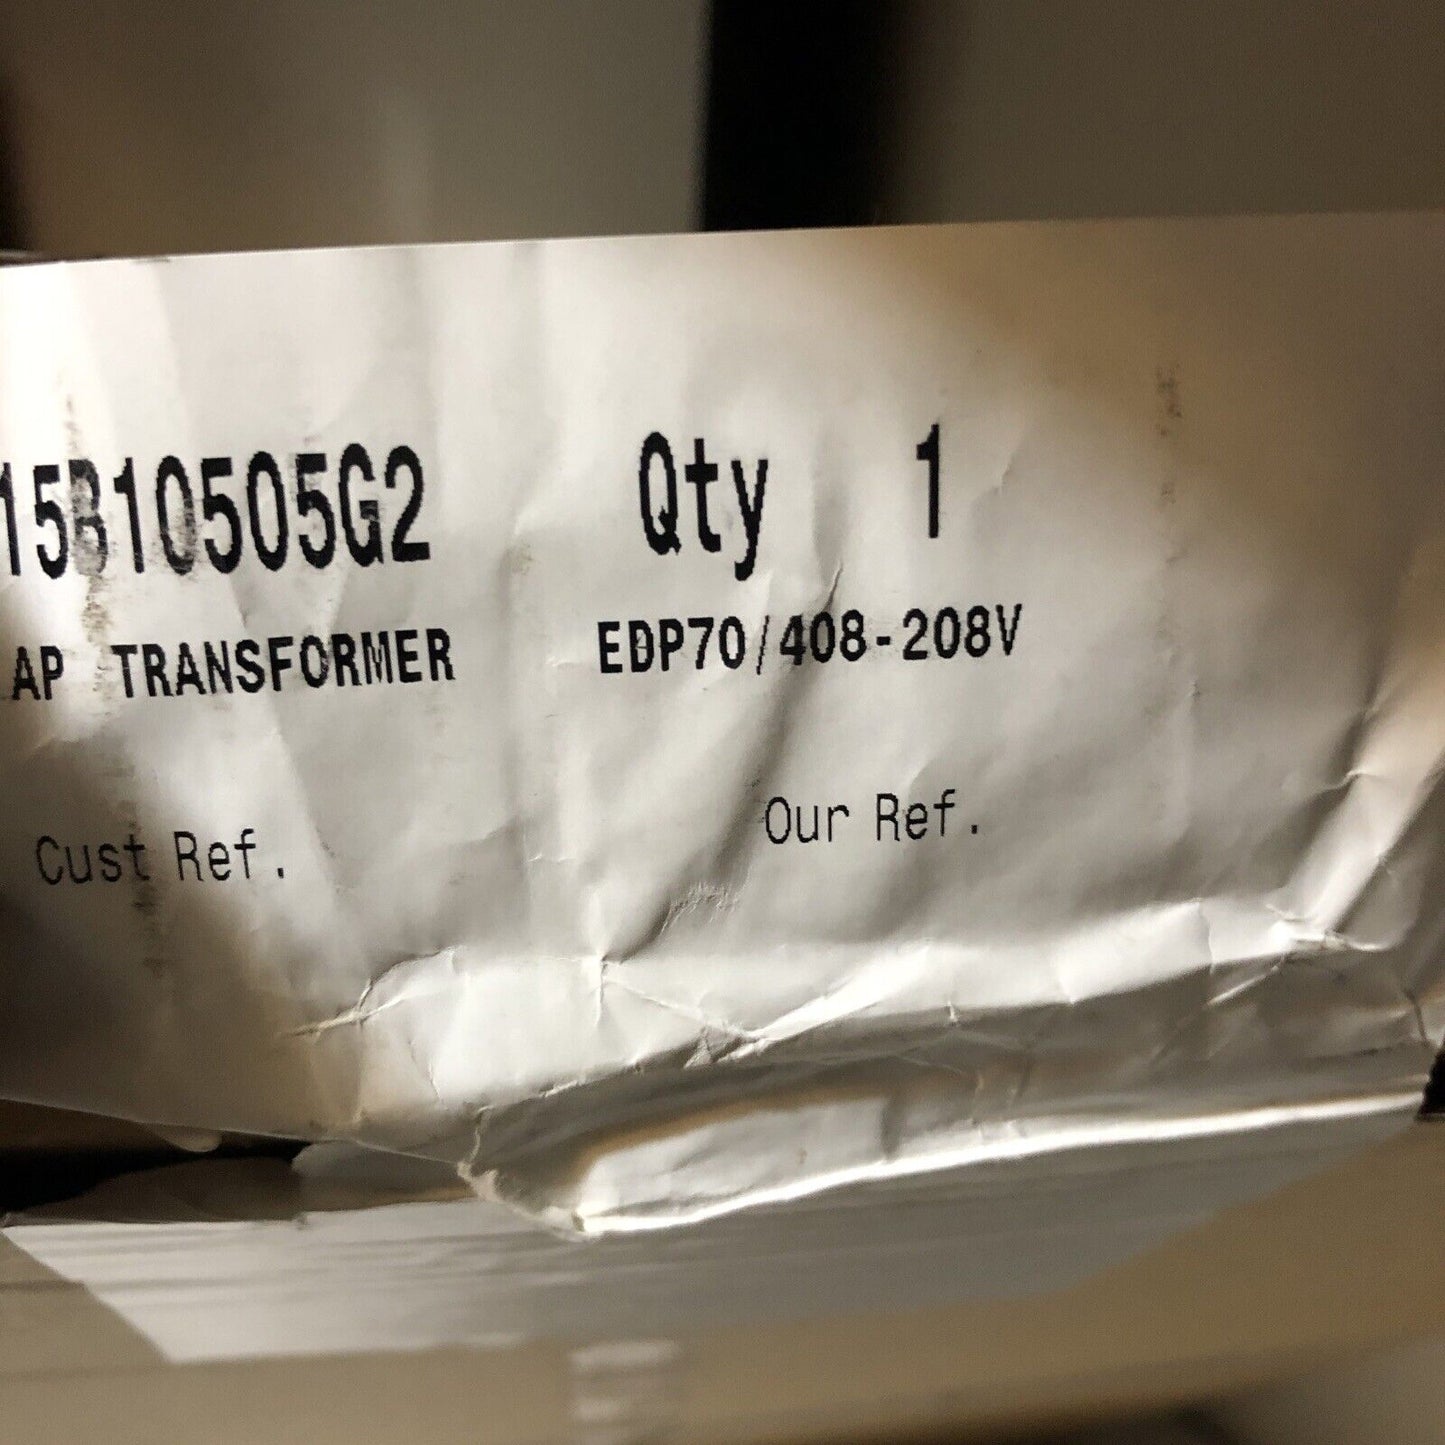 15B10505G2 Qty 1
AP TRANSFORMER EDP70/408-208V
Cust Ref. Our Ref.